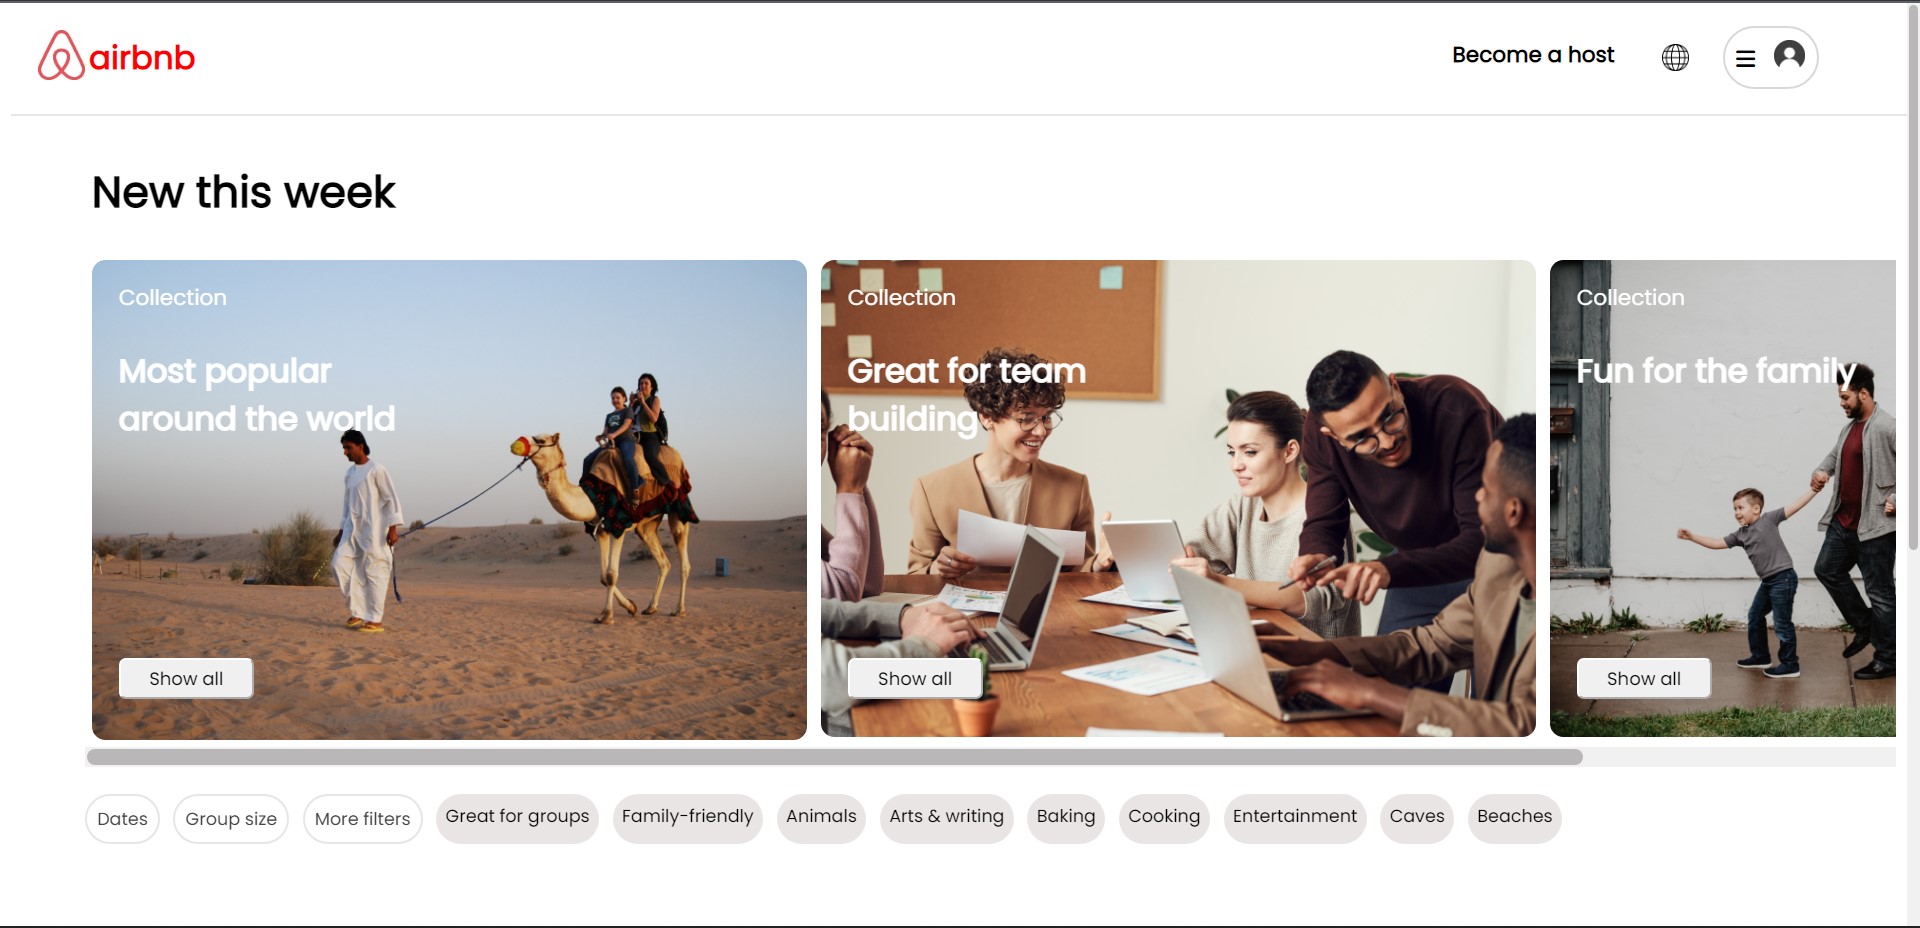 airbnb
Become a host
New this week
Collection
Most popular
around the world
Show all
Collection
Great for team
building
Show all
Collection
Fun for the family
Show all
Dates
Group size
More filters
Great for groups
Family-friendly
Animals
Arts & writing
Baking
Cooking
Entertainment
Caves
Beaches